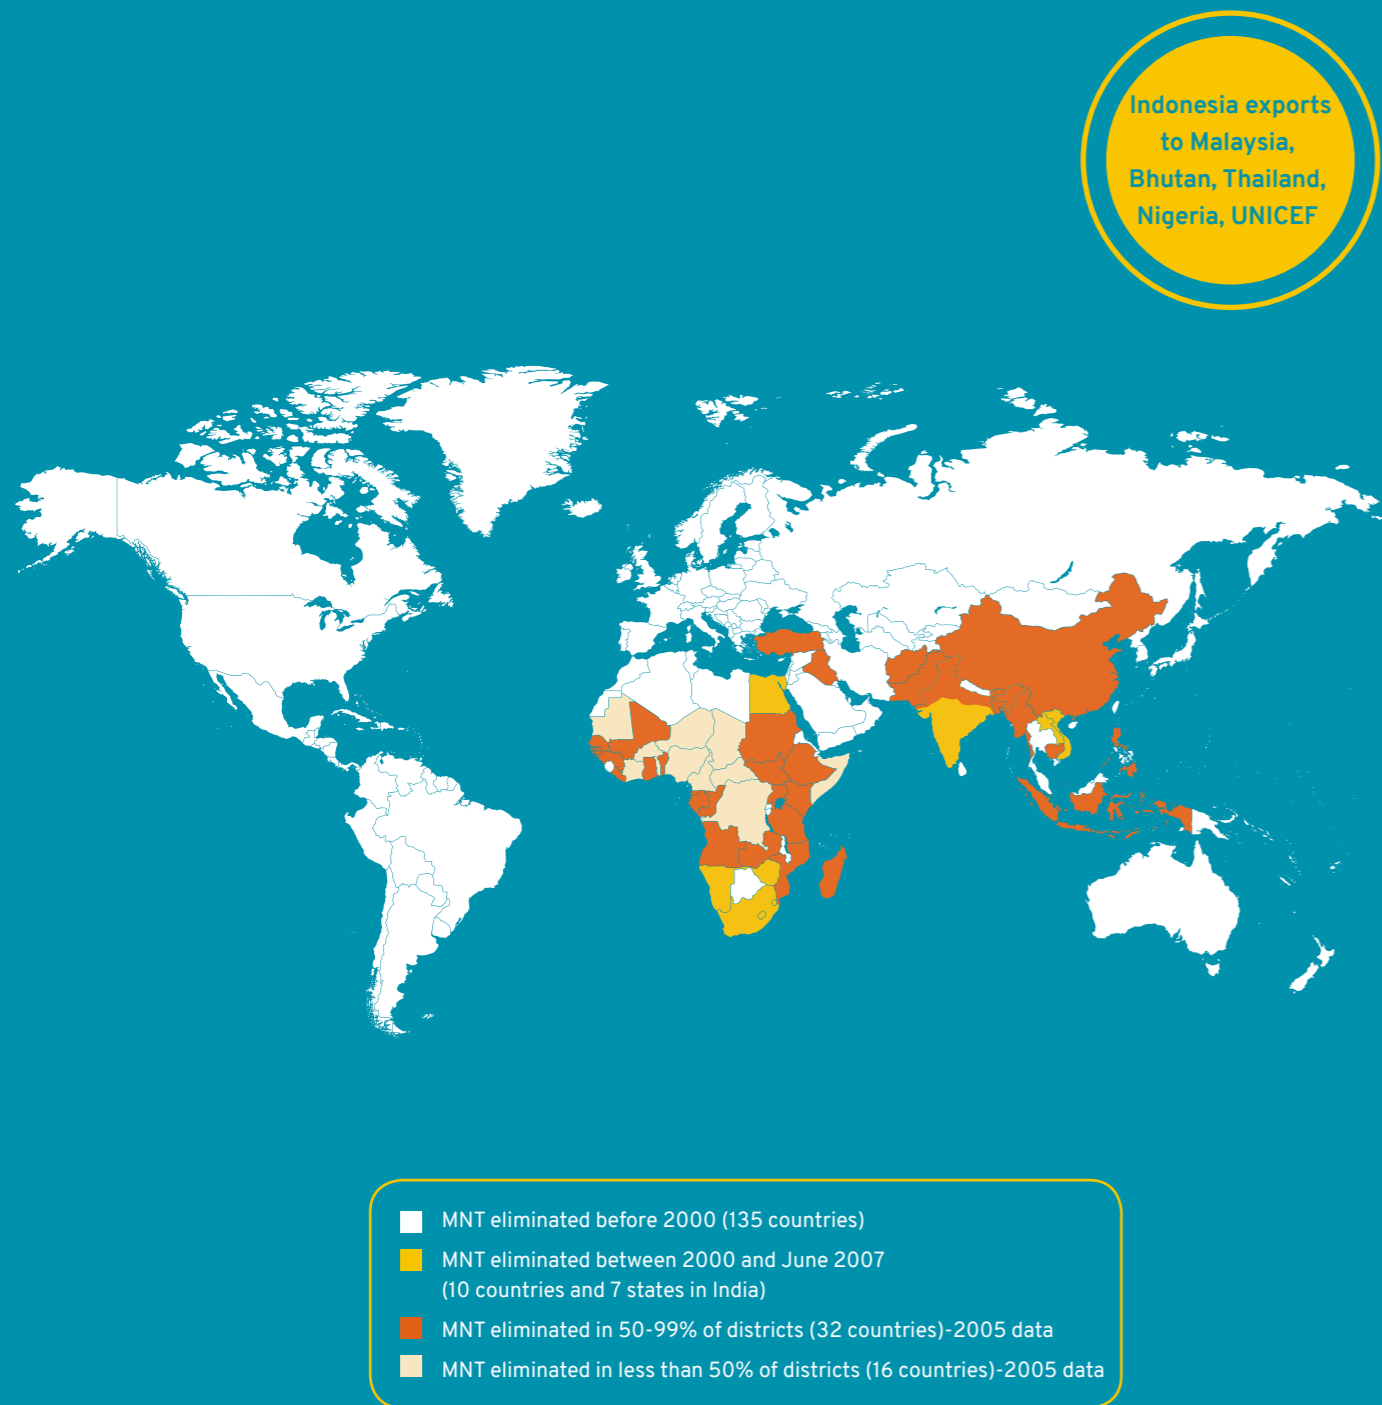 Indonesia exports
to Malaysia,
Bhutan, Thailand,
Nigeria, UNICEF
MNT eliminated before 2000 (135 countries)
MNT eliminated between 2000 and June 2007
(10 countries and 7 states in India)
MNT eliminated in 50-99% of districts (32 countries)-2005 data
MNT eliminated in less than 50% of districts (16 countries)-2005 data